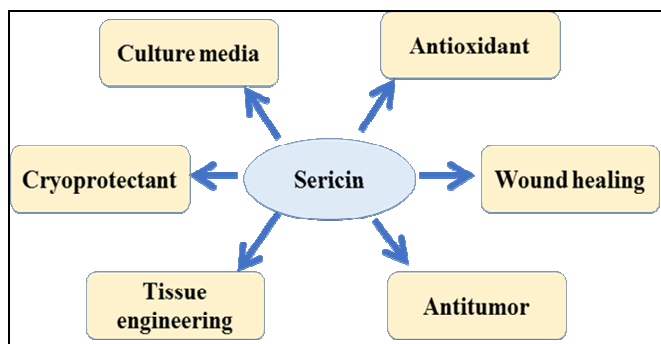 Culture media
Antioxidant
Cryoprotectant
Sericin
Wound healing
Tissue
engineering
Antitumor